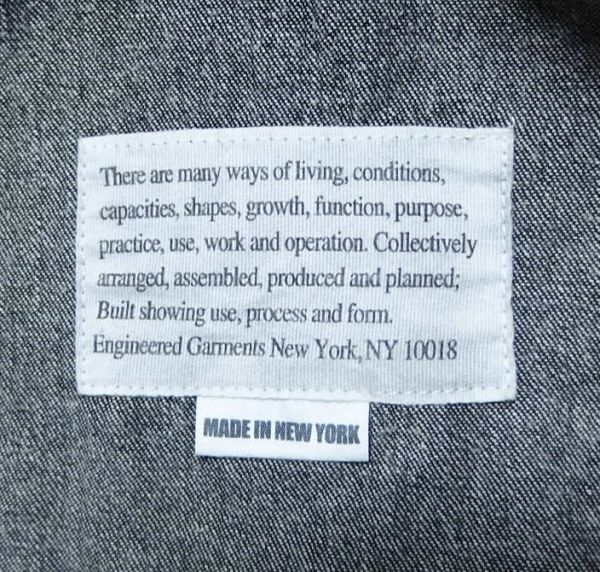 There are many ways of living, conditions,
capacities, shapes, growth, function, purpose,
practice, use, work and operation. Collectively
arranged, assembled, produced and planned;
Built showing use, process and form.
Engineered Garments New York, NY 10018
MADE IN NEW YORK